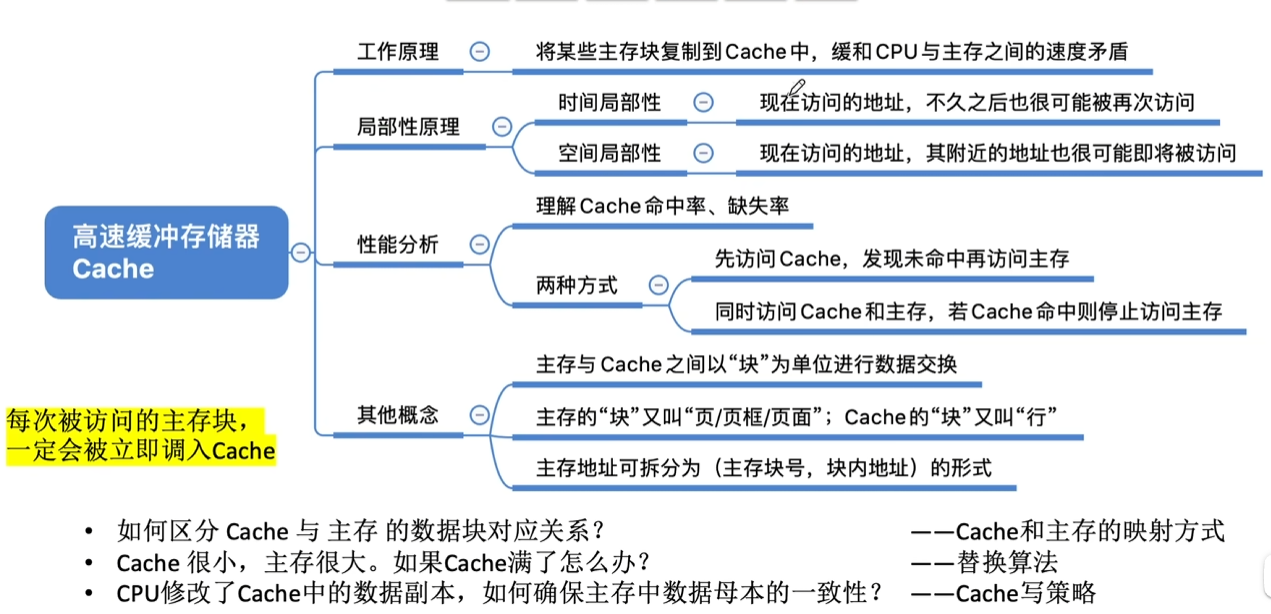 工作原理
将某些主存块复制到Cache中，缓和CPU与主存之间的速度矛盾
局部性原理
时间局部性
现在访问的地址，不久之后也很可能被再次访问
空间局部性
现在访问的地址，其附近的地址也很可能即将被访问
高速缓冲存储器
Cache
性能分析
理解Cache命中率、缺失率
两种方式
先访问Cache，发现未命中再访问主存
同时访问Cache和主存，若Cache命中则停止访问主存
其他概念
主存与Cache之间以“块”为单位进行数据交换
主存的“块”又叫“页/页框/页面”；Cache的“块”又叫“行”
主存地址可拆分为（主存块号，块内地址）的形式
每次被访问的主存块，
一定会被立即调入Cache
• 如何区分 Cache 与 主存 的数据块对应关系？ ——Cache和主存的映射方式
• Cache 很小，主存很大。如果Cache满了怎么办？ ——替换算法
• CPU修改了Cache中的数据副本，如何确保主存中数据母本的一致性？ ——Cache写策略